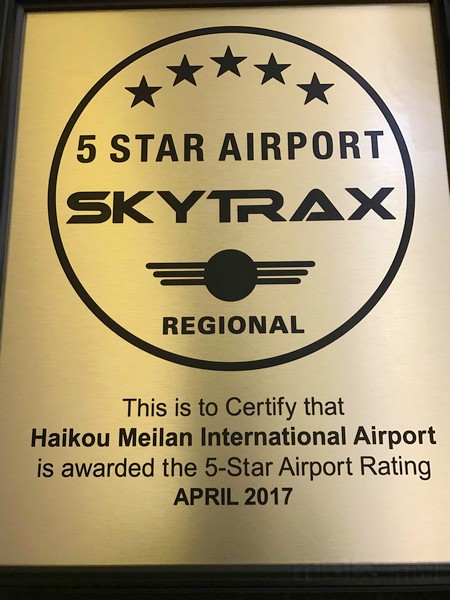 5 STAR AIRPORT
SKYTRAX
REGIONAL
This is to Certify that
Haikou Meilan International Airport
is awarded the 5-Star Airport Rating
APRIL 2017